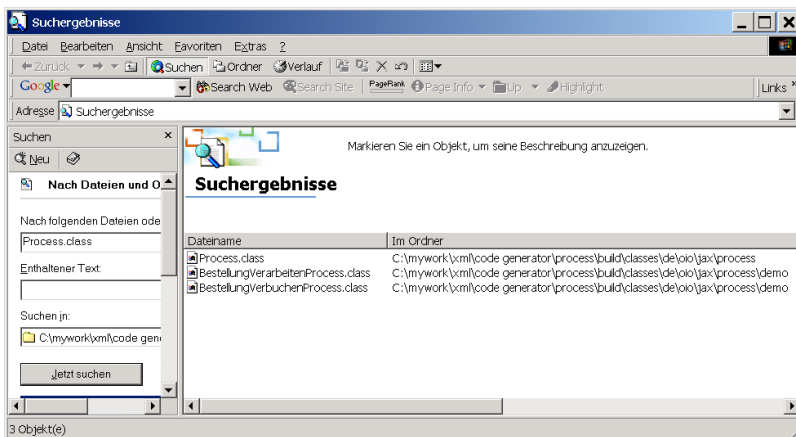 Suchergebnisse
Datei Bearbeiten Ansicht Favoriten Extras ?
Zurück Suchen Ordner Verlauf
Google Search Web Search Site PageRank Page Info Up Highlight Links »
Adresse Suchergebnisse
Suchen ×
Neu
Nach Dateien und O
Nach folgenden Dateien ode
Process.class
Enthaltener Text:
Suchen in:
C:\mywork\xml\code gen
Jetzt suchen
Markieren Sie ein Objekt, um seine Beschreibung anzuzeigen.
Suchergebnisse
Dateiname Im Ordner
Process.class C:\mywork\xml\code generator\process\build\classes\de\oio\jax\process
BestellungVerarbeitenProcess.class C:\mywork\xml\code generator\process\build\classes\de\oio\jax\process\demo
BestellungVerbuchenProcess.class C:\mywork\xml\code generator\process\build\classes\de\oio\jax\process\demo
3 Objekt(e)